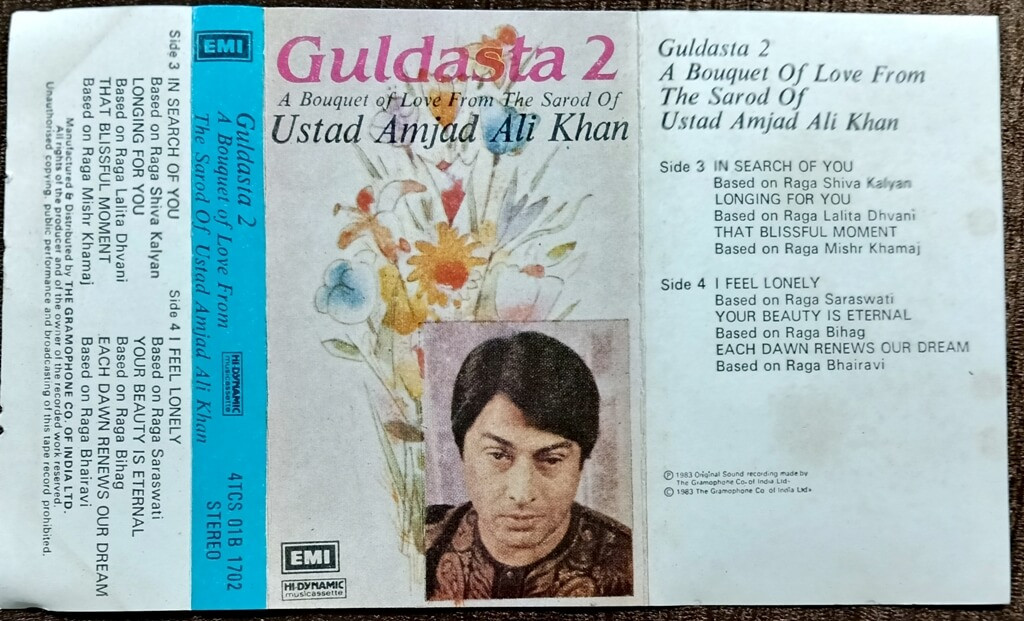 Side 3 IN SEARCH OF YOU
Based on Raga Shiva Kalyan
LONGING FOR YOU
Based on Raga Lalita Dhvani
THAT BLISSFUL MOMENT
Based on Raga Mishr Khamaj
Side 4 I FEEL LONELY
Based on Raga Saraswati
YOUR BEAUTY IS ETERNAL
Based on Raga Bihag
EACH DAWN RENEWS OUR DREAM
Based on Raga Bhairavi
Manufactured & Distributed by THE GRAMOPHONE CO. OF INDIA LTD.
All rights of the producer and of the owner of the recorded work reserved.
Unauthorised copying, public performance and broadcasting of this tape record prohibited.
EMI
Guldasta 2
A Bouquet of Love From
The Sarod Of Ustad Amjad Ali Khan
HI-DYNAMIC
musicassette
4TCS 01B 1702
STEREO
Guldasta 2
A Bouquet of Love From The Sarod Of
Ustad Amjad Ali Khan
EMI
HI-DYNAMIC
musicassette
Guldasta 2
A Bouquet Of Love From
The Sarod Of
Ustad Amjad Ali Khan
Side 3 IN SEARCH OF YOU
Based on Raga Shiva Kalyan
LONGING FOR YOU
Based on Raga Lalita Dhvani
THAT BLISSFUL MOMENT
Based on Raga Mishr Khamaj
Side 4 I FEEL LONELY
Based on Raga Saraswati
YOUR BEAUTY IS ETERNAL
Based on Raga Bihag
EACH DAWN RENEWS OUR DREAM
Based on Raga Bhairavi
℗ 1983 Original Sound recording made by
The Gramophone Co. of India Ltd.
© 1983 The Gramophone Co. of India Ltd.